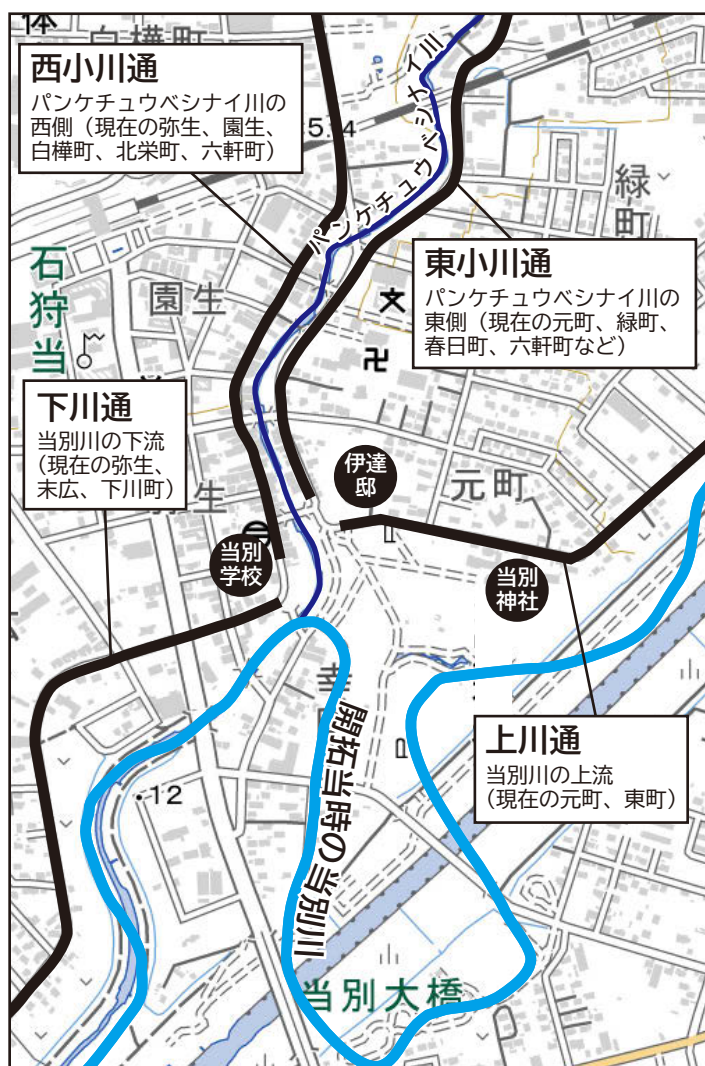 白樺町
西小川通
パンケチュウベシナイ川の
西側（現在の弥生、園生、
白樺町、北栄町、六軒町）
パンケチュウベシナイ川
緑町
東小川通
パンケチュウベシナイ川の
東側（現在の元町、緑町、
春日町、六軒町など）
石狩当
園生
下川通
当別川の下流
（現在の弥生、
末広、下川町）
生
伊達
邸
元町
当別
学校
当別
神社
幸
上川通
当別川の上流
（現在の元町、東町）
開拓当時の当別川
12
当別大橋